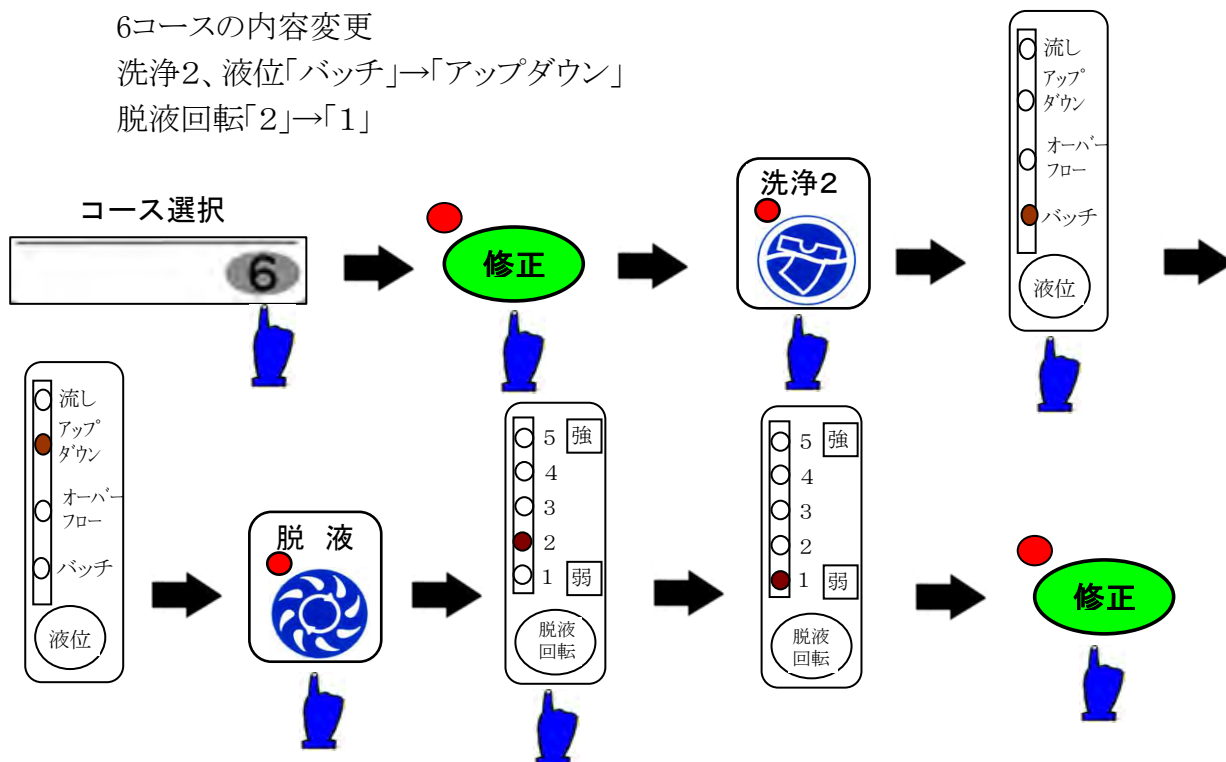 6コースの内容変更
洗浄2、液位「バッチ」→「アップダウン」
脱液回転「2」→「1」
コース選択
6
修正
洗浄2
流し
アップ
ダウン
オーバー
フロー
バッチ
液位
流し
アップ
ダウン
オーバー
フロー
バッチ
液位
脱 液
5 強
4
3
2
1 弱
脱液
回転
5 強
4
3
2
1 弱
脱液
回転
修正